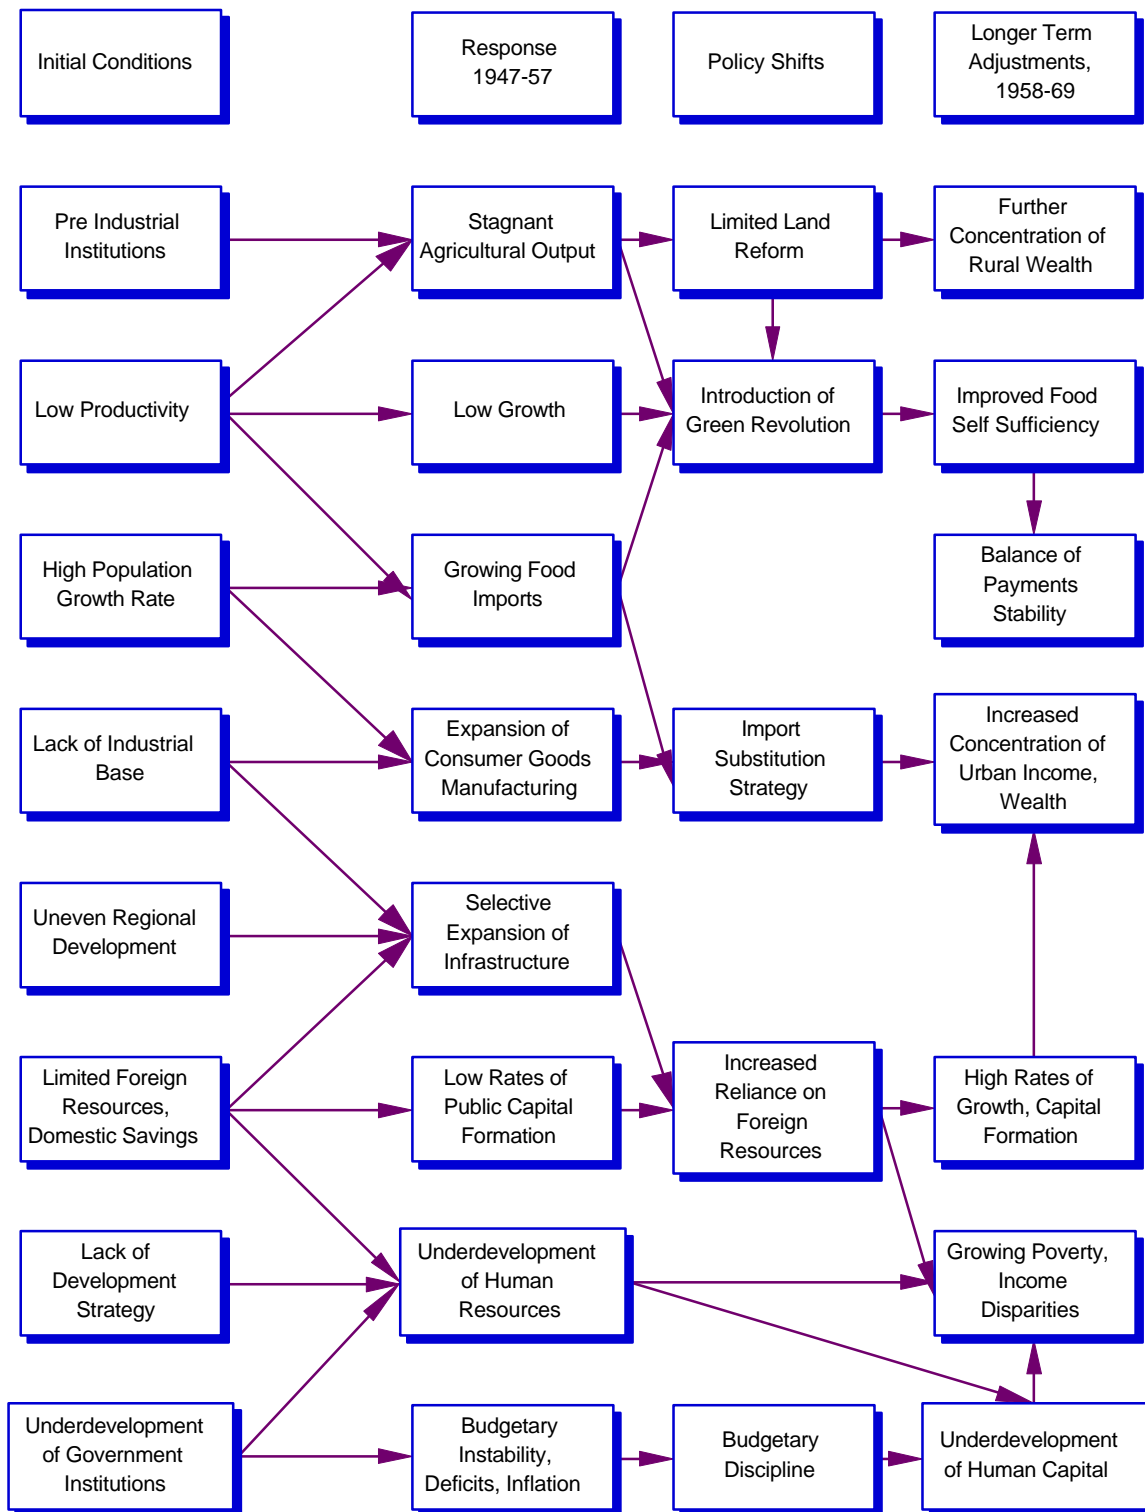 Initial Conditions
Response
1947-57
Policy Shifts
Longer Term
Adjustments,
1958-69
Pre Industrial
Institutions
Stagnant
Agricultural Output
Limited Land
Reform
Further
Concentration of
Rural Wealth
Low Productivity
Low Growth
Introduction of
Green Revolution
Improved Food
Self Sufficiency
High Population
Growth Rate
Growing Food
Imports
Balance of
Payments
Stability
Lack of Industrial
Base
Expansion of
Consumer Goods
Manufacturing
Import
Substitution
Strategy
Increased
Concentration of
Urban Income,
Wealth
Uneven Regional
Development
Selective
Expansion of
Infrastructure
Limited Foreign
Resources,
Domestic Savings
Low Rates of
Public Capital
Formation
Increased
Reliance on
Foreign
Resources
High Rates of
Growth, Capital
Formation
Lack of
Development
Strategy
Underdevelopment
of Human
Resources
Growing Poverty,
Income
Disparities
Underdevelopment
of Government
Institutions
Budgetary
Instability,
Deficits, Inflation
Budgetary
Discipline
Underdevelopment
of Human Capital